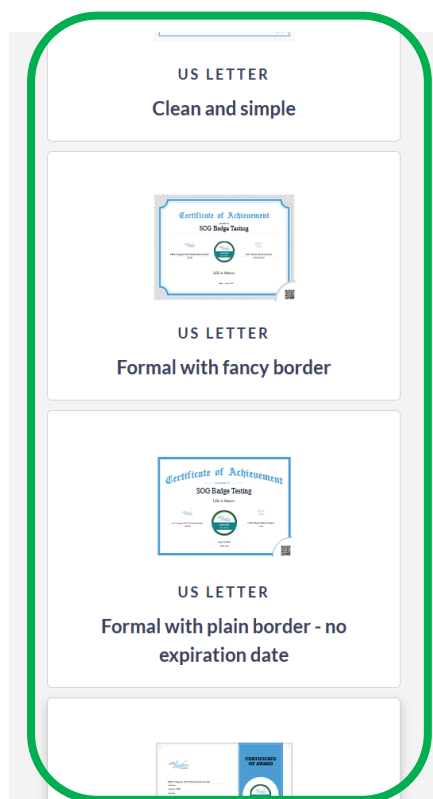 US LETTER
Clean and simple
Certificate of Achievement
SOG Badge Testing
US LETTER
Formal with fancy border
Certificate of Achievement
SOG Badge Testing
US LETTER
Formal with plain border - no
expiration date
CERTIFICATE
OF AWARD